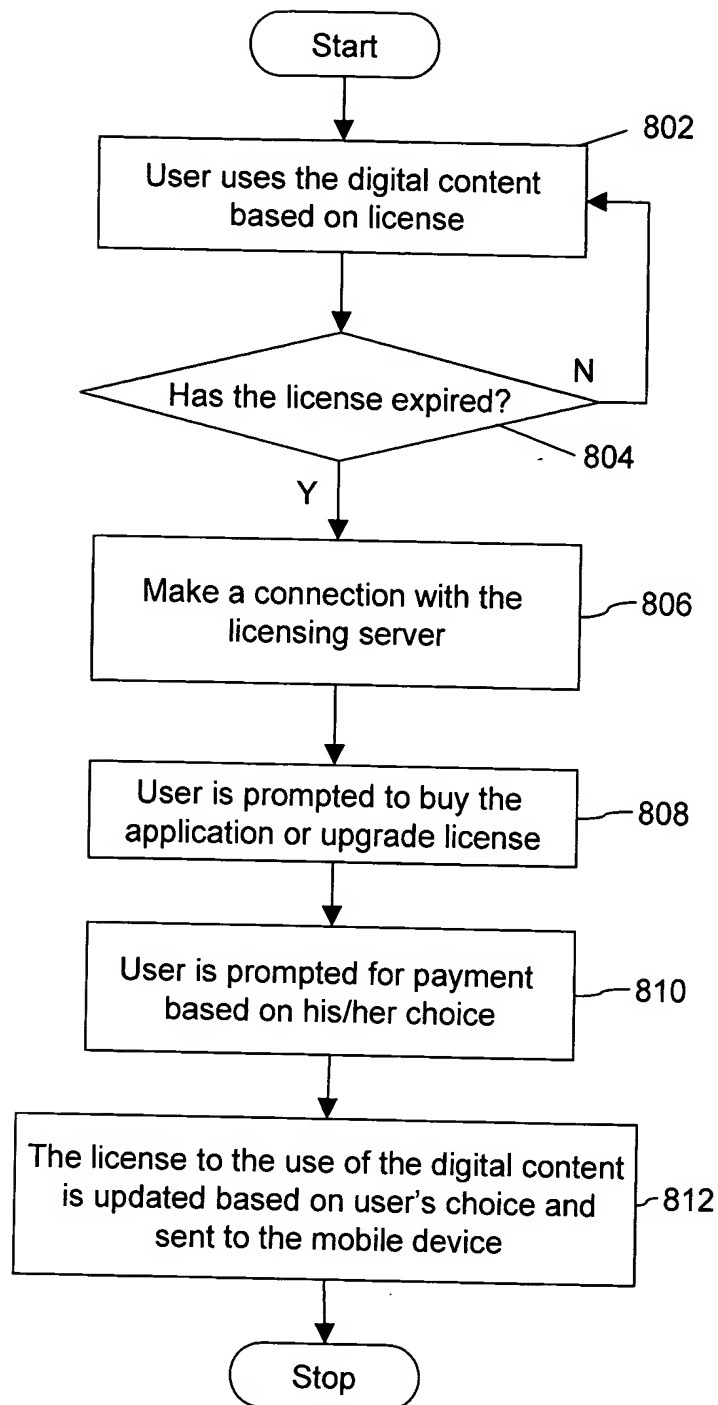 Start
802
User uses the digital content
based on license
N
Has the license expired?
804
Y
Make a connection with the
licensing server
806
User is prompted to buy the
application or upgrade license
808
User is prompted for payment
based on his/her choice
810
The license to the use of the digital content
is updated based on user's choice and
sent to the mobile device
812
Stop